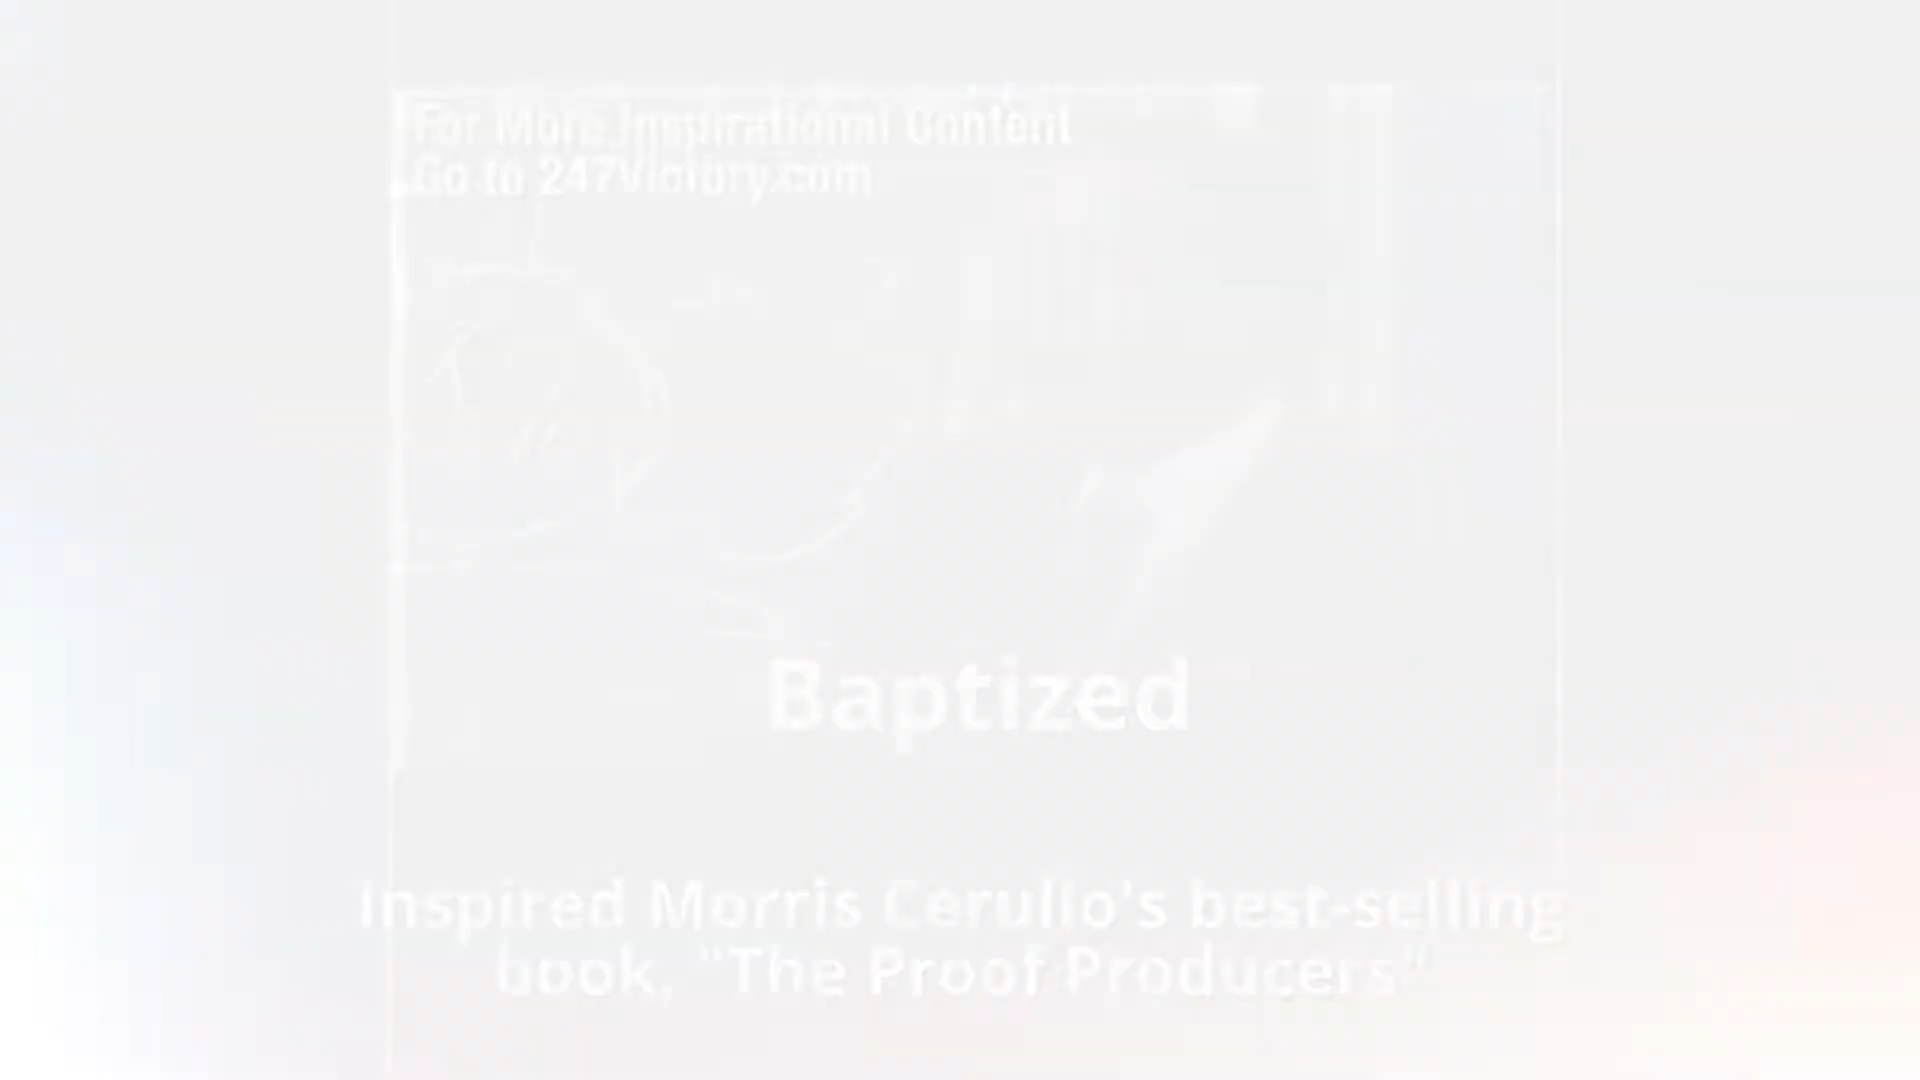 For More Inspirational Content
Go to 247Victory.com
Baptized
Inspired Morris Cerullo's best-selling
book, "The Proof Producers"